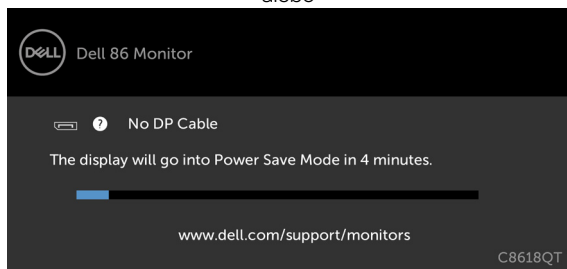 DELL
Dell 86 Monitor
? No DP Cable
The display will go into Power Save Mode in 4 minutes.
www.dell.com/support/monitors
C8618QT